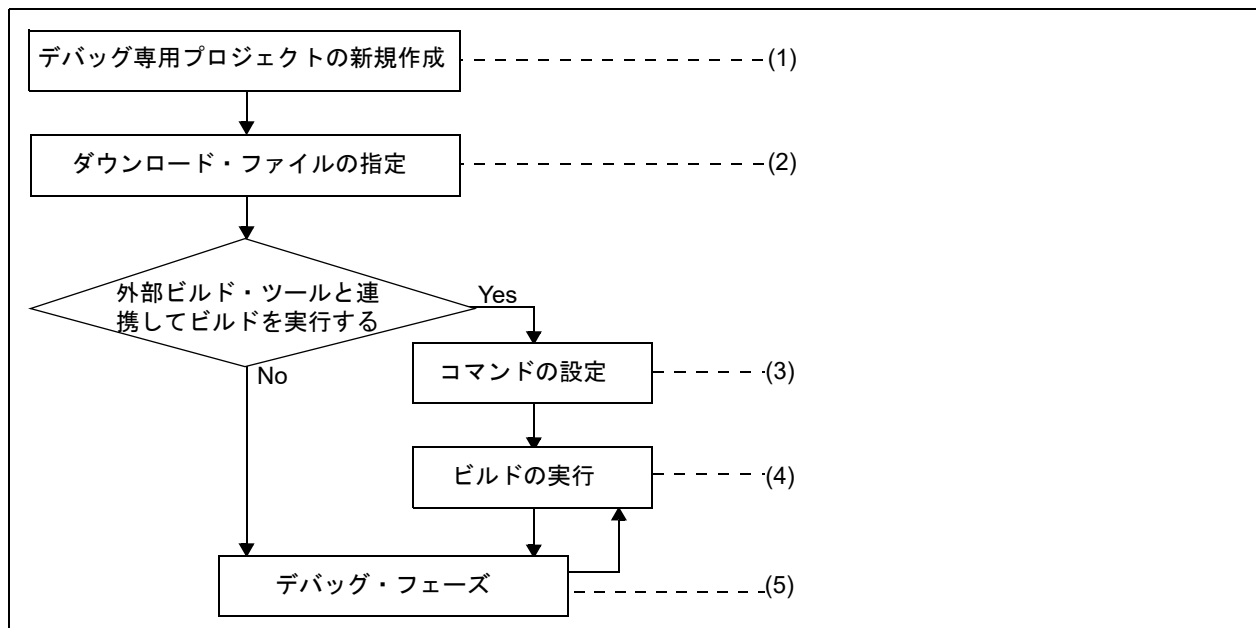 デバッグ専用プロジェクトの新規作成
(1)
ダウンロード・ファイルの指定
(2)
外部ビルド・ツールと連
携してビルドを実行する
Yes
No
コマンドの設定
(3)
ビルドの実行
(4)
デバッグ・フェーズ
(5)